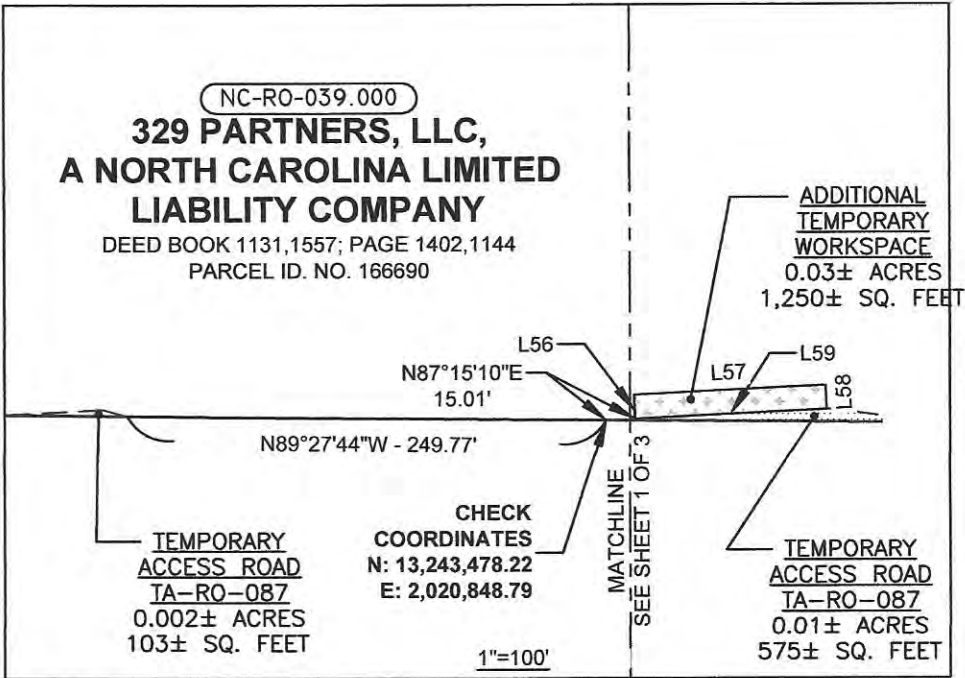 NC-RO-039.000
329 PARTNERS, LLC,
A NORTH CAROLINA LIMITED
LIABILITY COMPANY
DEED BOOK 1131,1557; PAGE 1402,1144
PARCEL ID. NO. 166690
ADDITIONAL
TEMPORARY
WORKSPACE
0.03± ACRES
1,250± SQ. FEET
L56
N87°15'10"E
15.01'
L57
L59
L58
N89°27'44"W - 249.77'
CHECK
COORDINATES
N: 13,243,478.22
E: 2,020,848.79
MATCHLINE
SEE SHEET 1 OF 3
TEMPORARY
ACCESS ROAD
TA-RO-087
0.002± ACRES
103± SQ. FEET
TEMPORARY
ACCESS ROAD
TA-RO-087
0.01± ACRES
575± SQ. FEET
1"=100'